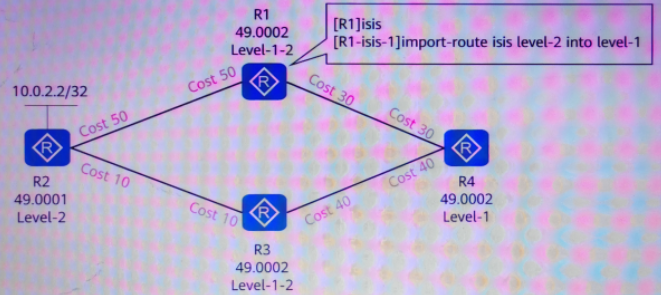 R1
49.0002
Level-1-2
[R1]isis
[R1-isis-1]import-route isis level-2 into level-1
Cost 50
Cost 30
10.0.2.2/32
Cost 50
Cost 30
R
R
R
R
R2
49.0001
Level-2
Cost 10
Cost 40
R4
49.0002
Level-1
Cost 10
Cost 40
R3
49.0002
Level-1-2